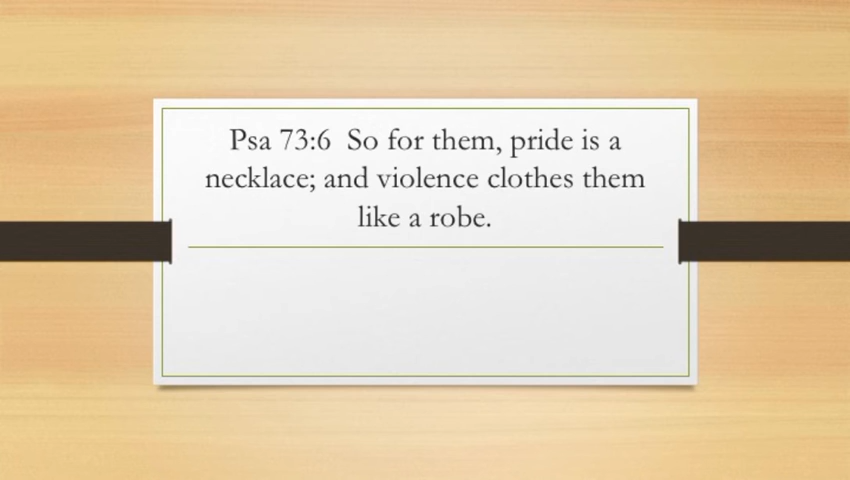 Psa 73:6  So for them, pride is a
necklace; and violence clothes them
like a robe.